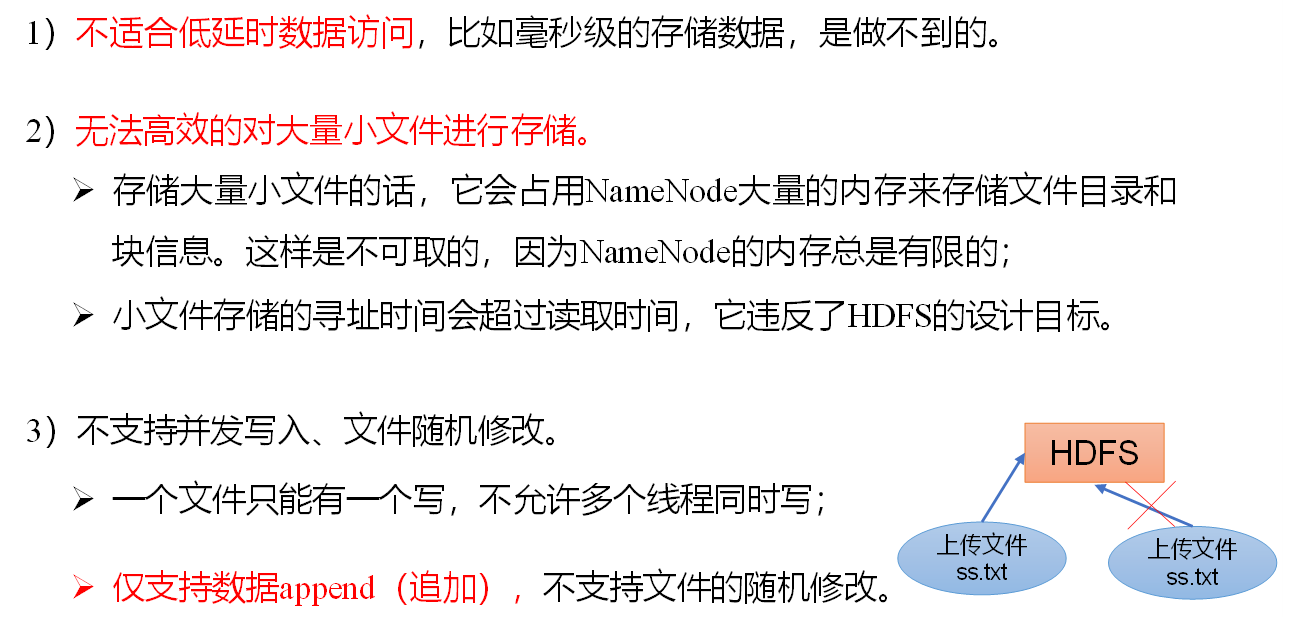 1）不适合低延时数据访问，比如毫秒级的存储数据，是做不到的。
2）无法高效的对大量小文件进行存储。
➢ 存储大量小文件的话，它会占用NameNode大量的内存来存储文件目录和
块信息。这样是不可取的，因为NameNode的内存总是有限的；
➢ 小文件存储的寻址时间会超过读取时间，它违反了HDFS的设计目标。
3）不支持并发写入、文件随机修改。
➢ 一个文件只能有一个写，不允许多个线程同时写；
➢ 仅支持数据append（追加），不支持文件的随机修改。
HDFS
上传文件
ss.txt
上传文件
ss.txt